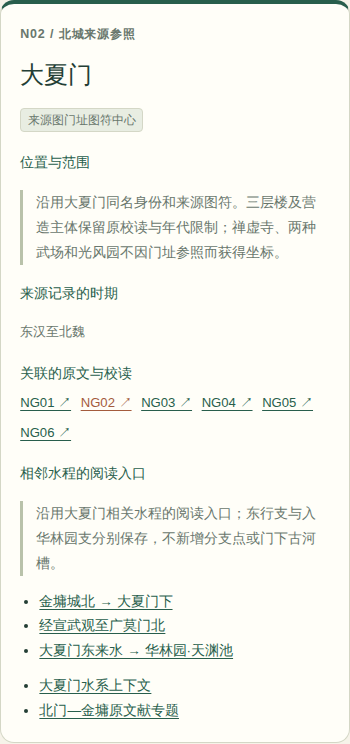 N02 / 北城来源参照
大夏门
来源图门址图符中心
位置与范围
沿用大夏门同名身份和来源图符。三层楼及营
造主体保留原校读与年代限制；禅虚寺、两种
武场和光风园不因门址参照而获得坐标。
来源记录的时期
东汉至北魏
关联的原文与校读
NG01 ↗ NG02 ↗ NG03 ↗ NG04 ↗ NG05 ↗
NG06 ↗
相邻水程的阅读入口
沿用大夏门相关水程的阅读入口；东行支与入
华林园支分别保存，不新增分支点或门下古河
槽。
• 金墉城北 → 大夏门下
• 经宣武观至广莫门北
• 大夏门东来水 → 华林园·天渊池
• 大夏门水系上下文
• 北门—金墉原文献专题